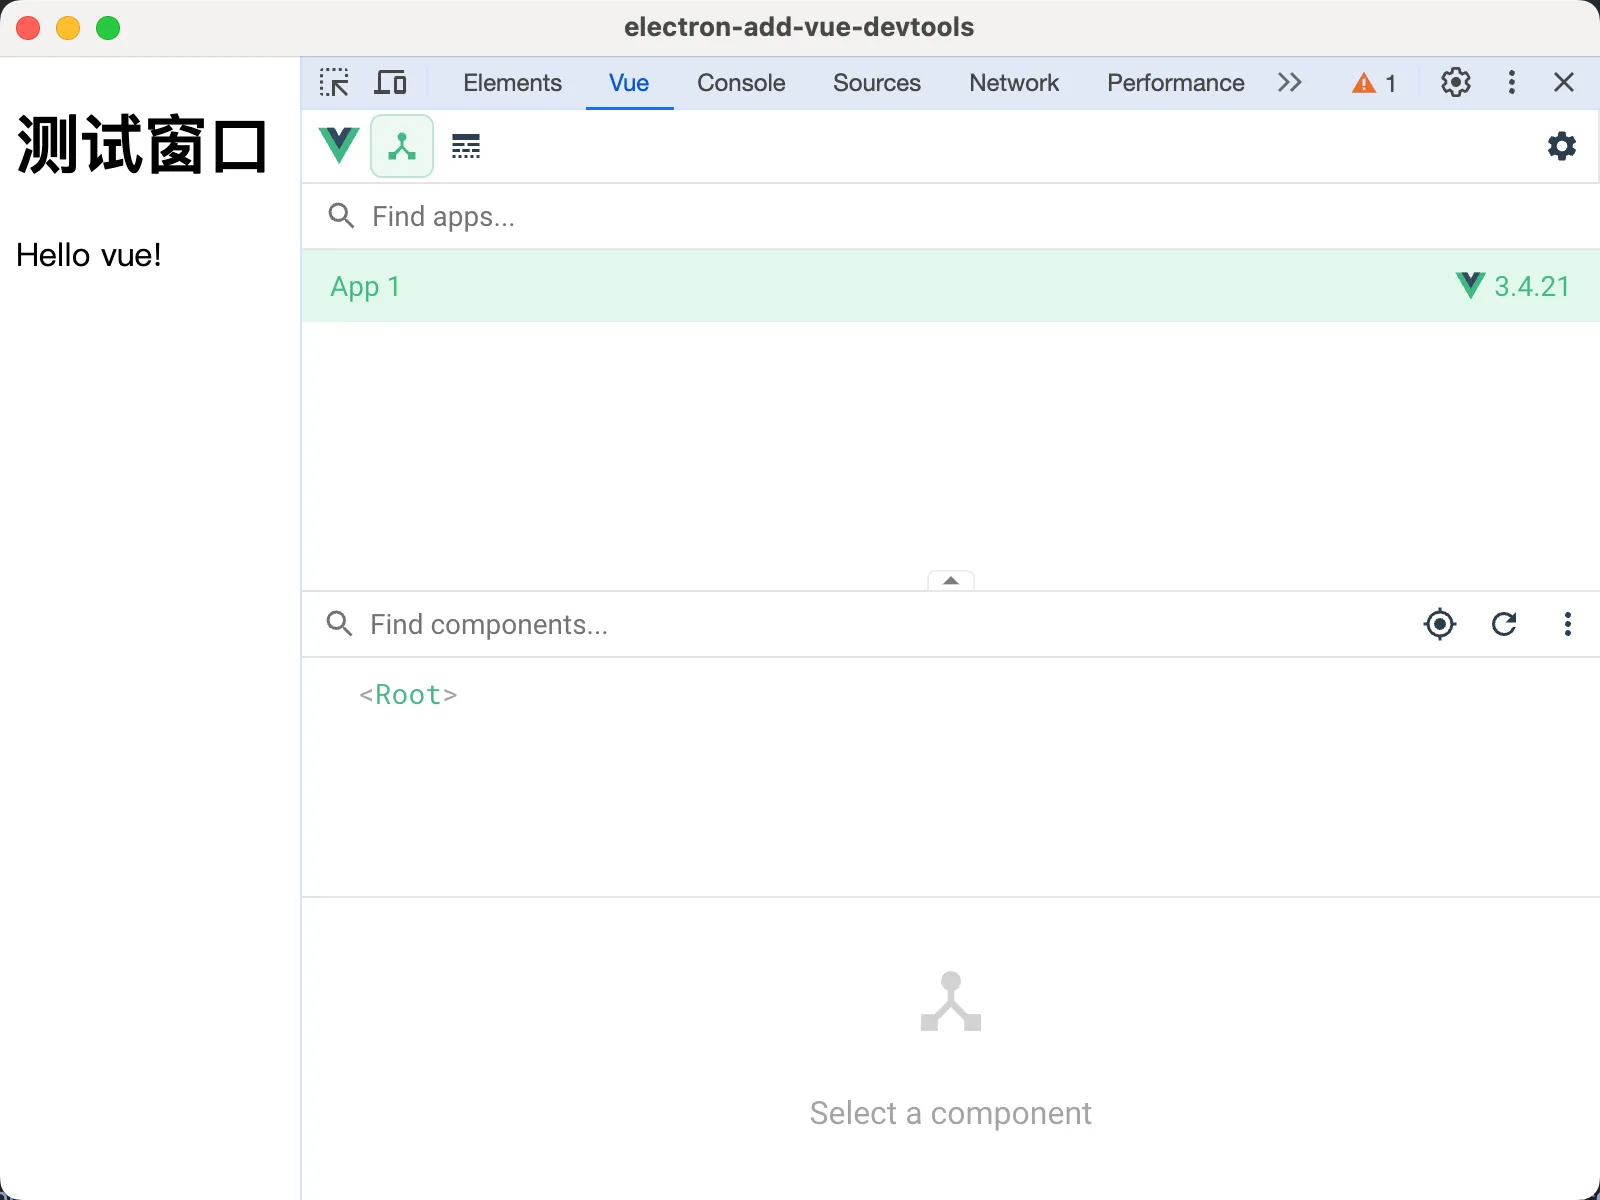 electron-add-vue-devtools
测试窗口
Hello vue!
Elements Vue Console Sources Network Performance 1
Find apps...
App 1 3.4.21
Find components...
<Root>
Select a component